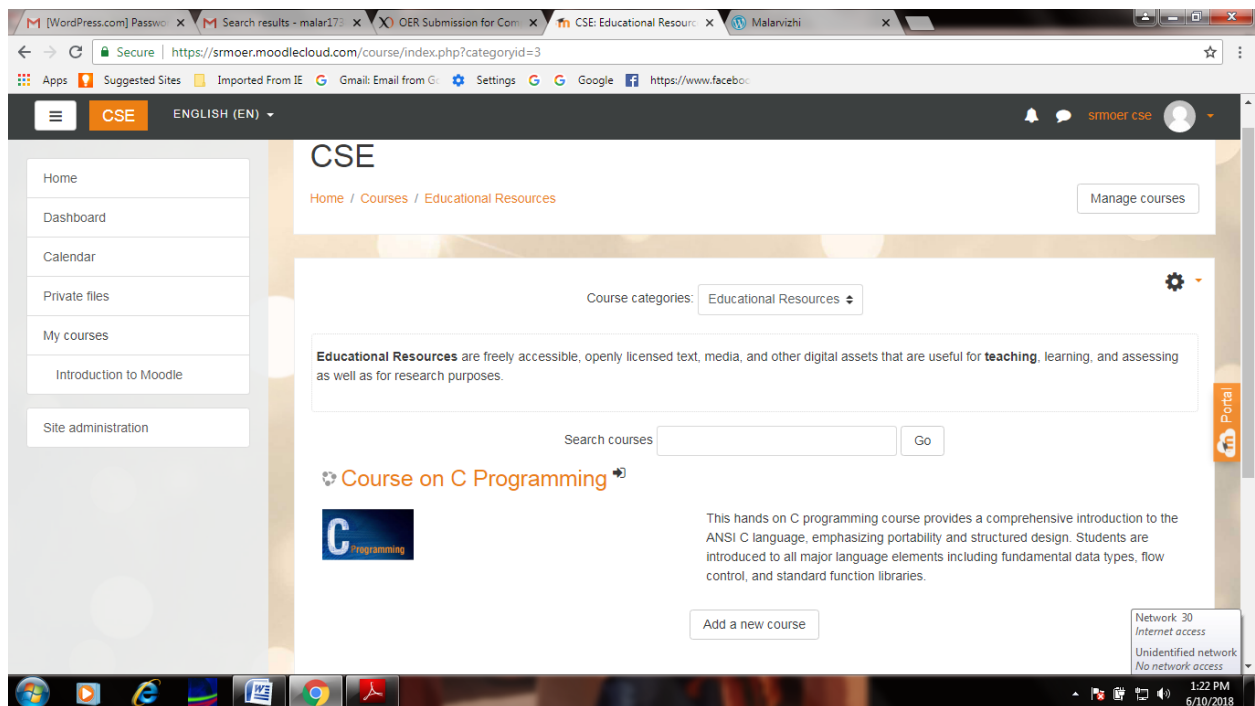 [WordPress.com] Passwo
Search results - malar173
OER Submission for Com
CSE: Educational Resourc
Malarvizhi
Secure | https://srmoer.moodlecloud.com/course/index.php?categoryid=3
Apps Suggested Sites Imported From IE Gmail: Email from Go Settings Google https://www.faceboo
CSE ENGLISH (EN) srmoer cse
CSE
Home / Courses / Educational Resources
Manage courses
Home
Dashboard
Calendar
Private files
My courses
Introduction to Moodle
Site administration
Course categories: Educational Resources
Educational Resources are freely accessible, openly licensed text, media, and other digital assets that are useful for teaching, learning, and assessing
as well as for research purposes.
Portal
Search courses Go
Course on C Programming
C Programming
This hands on C programming course provides a comprehensive introduction to the
ANSI C language, emphasizing portability and structured design. Students are
introduced to all major language elements including fundamental data types, flow
control, and standard function libraries.
Add a new course
Network 30
Internet access
Unidentified network
No network access
1:22 PM
6/10/2018